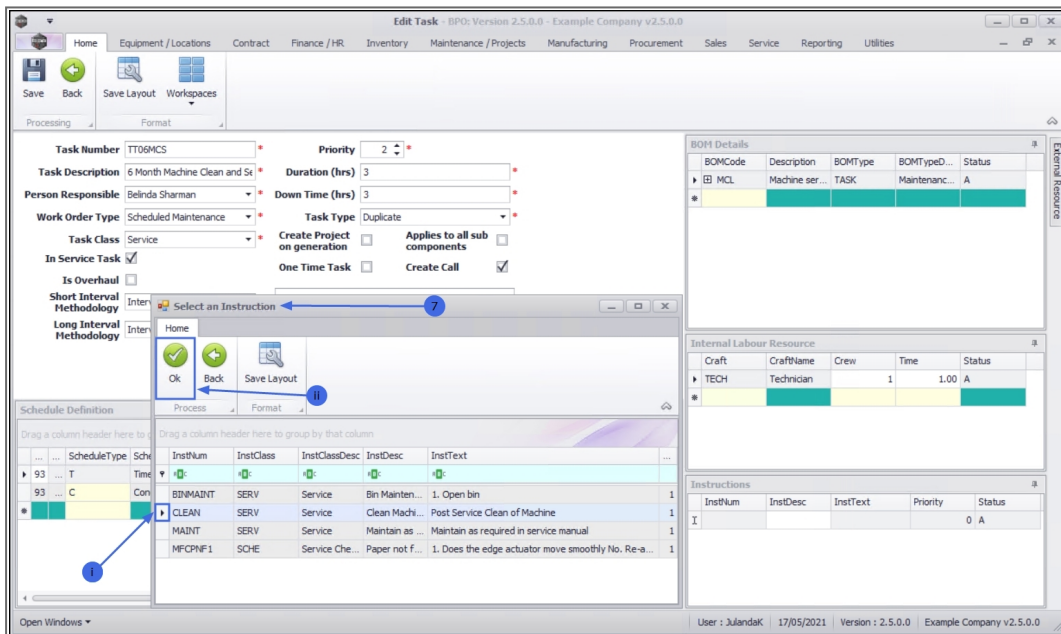 Edit Task - BPO: Version 2.5.0.0 - Example Company v2.5.0.0
Home Equipment / Locations Contract Finance / HR Inventory Maintenance / Projects Manufacturing Procurement Sales Service Reporting Utilities
Save Back Save Layout Workspaces
Processing Format
Task Number TT06MCS * Priority 2 *
Task Description 6 Month Machine Clean and Se * Duration (hrs) 3 *
Person Responsible Belinda Sharman * Down Time (hrs) 3 *
Work Order Type Scheduled Maintenance * Task Type Duplicate *
Task Class Service * Create Project on generation Applies to all sub components
In Service Task One Time Task Create Call
Is Overhaul
Short Interval Methodology Interv
Long Interval Methodology Interv
BOM Details
BOMCode Description BOMType BOMTypeD... Status
MCL Machine ser... TASK Maintenanc... A
*
External Resource
Select an Instruction 7
Home
Ok Back Save Layout
ii
Process Format
Drag a column header here to group by that column
InstNum InstClass InstClassDesc InstDesc InstText ...
BINMAINT SERV Service Bin Mainten... 1. Open bin 1
CLEAN SERV Service Clean Machi... Post Service Clean of Machine 1
MAINT SERV Service Maintain as ... Maintain as required in service manual 1
MFCPNF1 SCHE Service Che... Paper not f... 1. Does the edge actuator move smoothly No. Re-a... 1
i
Schedule Definition
Drag a column header here to g
... ... ScheduleType Sche
93 ... T Time
93 ... C Con
*
Internal Labour Resource
Craft CraftName Crew Time Status
TECH Technician 1 1.00 A
*
Instructions
InstNum InstDesc InstText Priority Status
0 A
Open Windows User : JulandaK 17/05/2021 Version : 2.5.0.0 Example Company v2.5.0.0